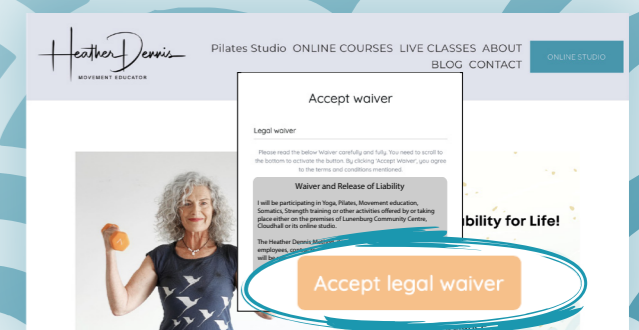 Heather Dennis
MOVEMENT EDUCATOR
Pilates Studio ONLINE COURSES LIVE CLASSES ABOUT
BLOG CONTACT
ONLINE STUDIO
Accept waiver
Legal waiver
Please read the below Waiver carefully and fully. You need to scroll to
the bottom to activate the button. By clicking 'Accept Waiver', you agree
to the terms and conditions mentioned.
Waiver and Release of Liability
I will be participating in Yoga, Pilates, Movement education,
Somatics, Strength training or other activities offered by or taking
place either on the premises of Lunenburg Community Centre,
Cloudhall or its online studio.
The Heather Dennis
employees,
will be
bility for Life!
Accept legal waiver